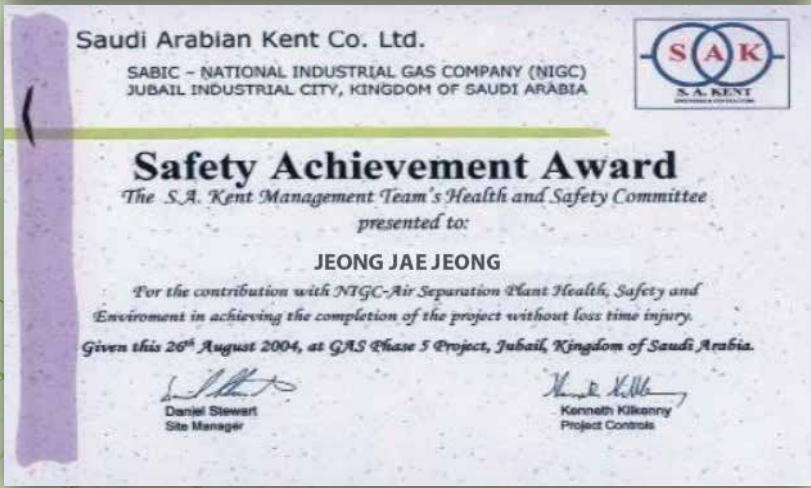 Saudi Arabian Kent Co. Ltd.
SABIC – NATIONAL INDUSTRIAL GAS COMPANY (NIGC)
JUBAIL INDUSTRIAL CITY, KINGDOM OF SAUDI ARABIA
SAK
S. A. KENT
ENGINEERS & CONTRACTORS
Safety Achievement Award
The S.A. Kent Management Team's Health and Safety Committee
presented to:
JEONG JAE JEONG
For the contribution with NIGC-Air Separation Plant Health, Safety and
Enviroment in achieving the completion of the project without loss time injury.
Given this 26th August 2004, at GAS Phase 5 Project, Jubail, Kingdom of Saudi Arabia.
Daniel Stewart
Site Manager
Kenneth Kilkenny
Project Controls